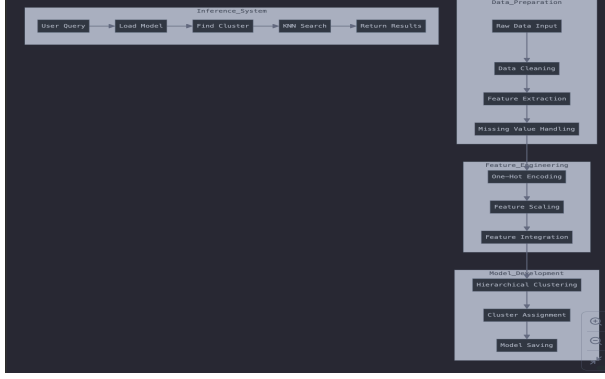 Inference_System
User Query
Load Model
Find Cluster
KNN Search
Return Results
Data_Preparation
Raw Data Input
Data Cleaning
Feature Extraction
Missing Value Handling
Feature_Engineering
One-Hot Encoding
Feature Scaling
Feature Integration
Model_Development
Hierarchical Clustering
Cluster Assignment
Model Saving